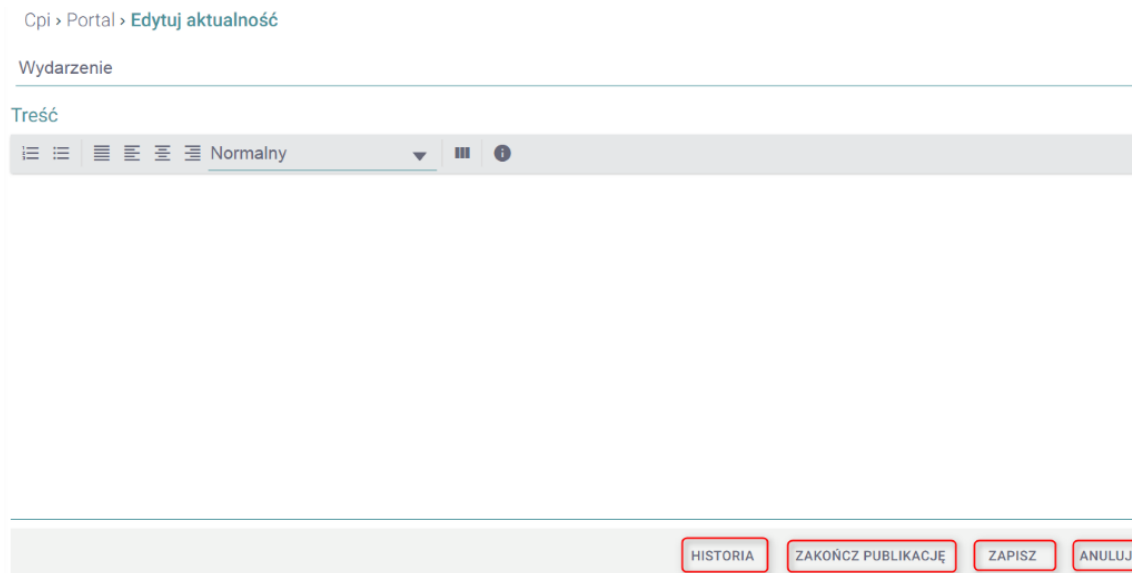 Cpi › Portal › Edytuj aktualność
Wydarzenie
Treść
Normalny
HISTORIA ZAKOŃCZ PUBLIKACJĘ ZAPISZ ANULUJ